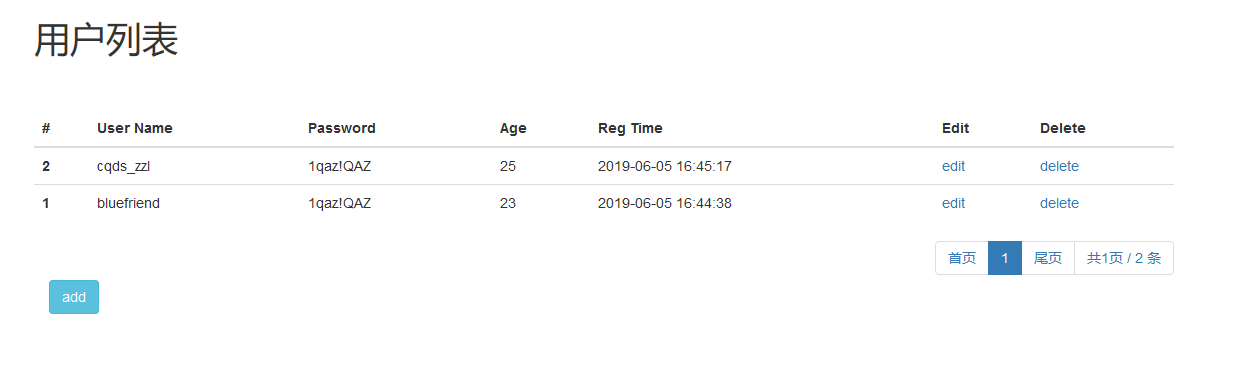 用户列表
# User Name Password Age Reg Time Edit Delete
2 cqds_zzl 1qaz!QAZ 25 2019-06-05 16:45:17 edit delete
1 bluefriend 1qaz!QAZ 23 2019-06-05 16:44:38 edit delete
首页 1 尾页 共1页 / 2 条
add